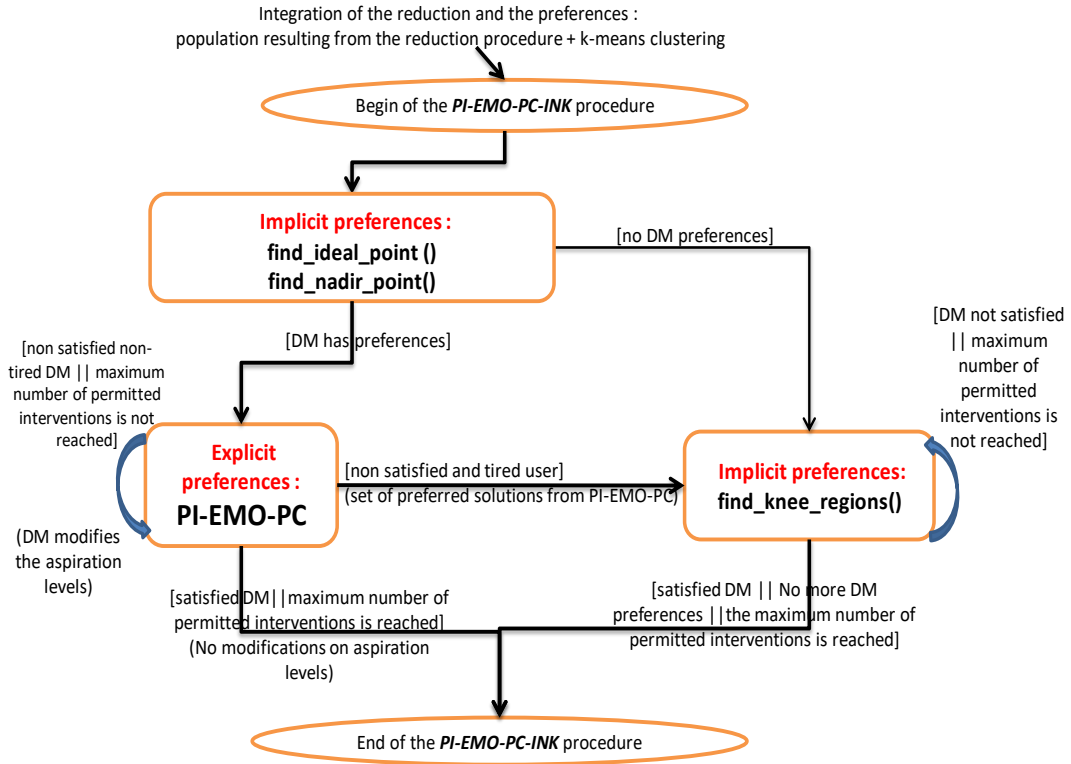 Integration of the reduction and the preferences :
population resulting from the reduction procedure + k-means clustering
Begin of the PI-EMO-PC-INK procedure
Implicit preferences :
find_ideal_point ()
find_nadir_point()
[no DM preferences]
[DM has preferences]
[non satisfied non-
tired DM || maximum
number of permitted
interventions is not
reached]
[DM not satisfied
|| maximum
number of
permitted
interventions is
not reached]
Explicit
preferences :
PI-EMO-PC
[non satisfied and tired user]
(set of preferred solutions from PI-EMO-PC)
Implicit preferences:
find_knee_regions()
(DM modifies
the aspiration
levels)
[satisfied DM||maximum number of
permitted interventions is reached]
(No modifications on aspiration
levels)
[satisfied DM || No more DM
preferences ||the maximum number of
permitted interventions is reached]
End of the PI-EMO-PC-INK procedure